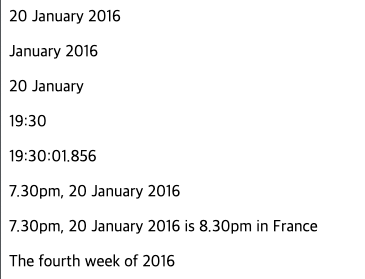 20 January 2016
January 2016
20 January
19:30
19:30:01.856
7.30pm, 20 January 2016
7.30pm, 20 January 2016 is 8.30pm in France
The fourth week of 2016